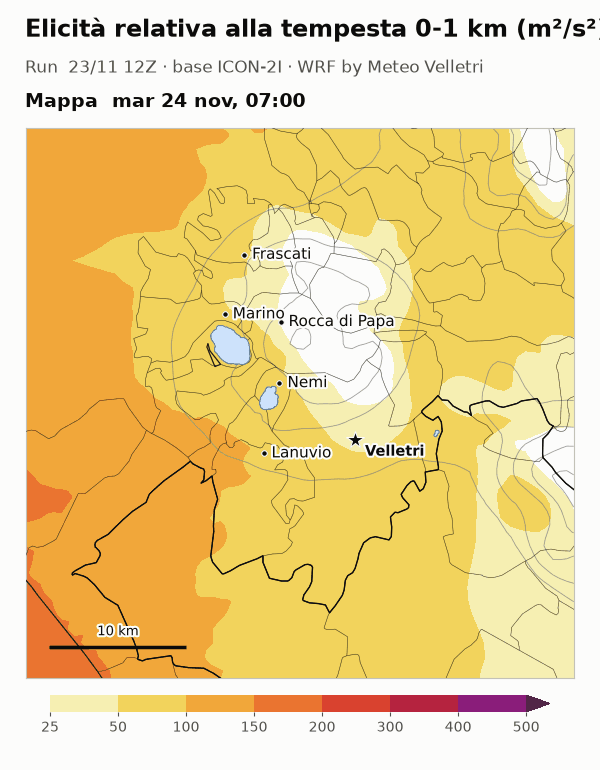 Elicità relativa alla tempesta 0-1 km (m²/s²)
Run 23/11 12Z · base ICON-2I · WRF by Meteo Velletri
Mappa mar 24 nov, 07:00
Frascati
Marino
Rocca di Papa
Nemi
Velletri
Lanuvio
10 km
25 50 100 150 200 300 400 500